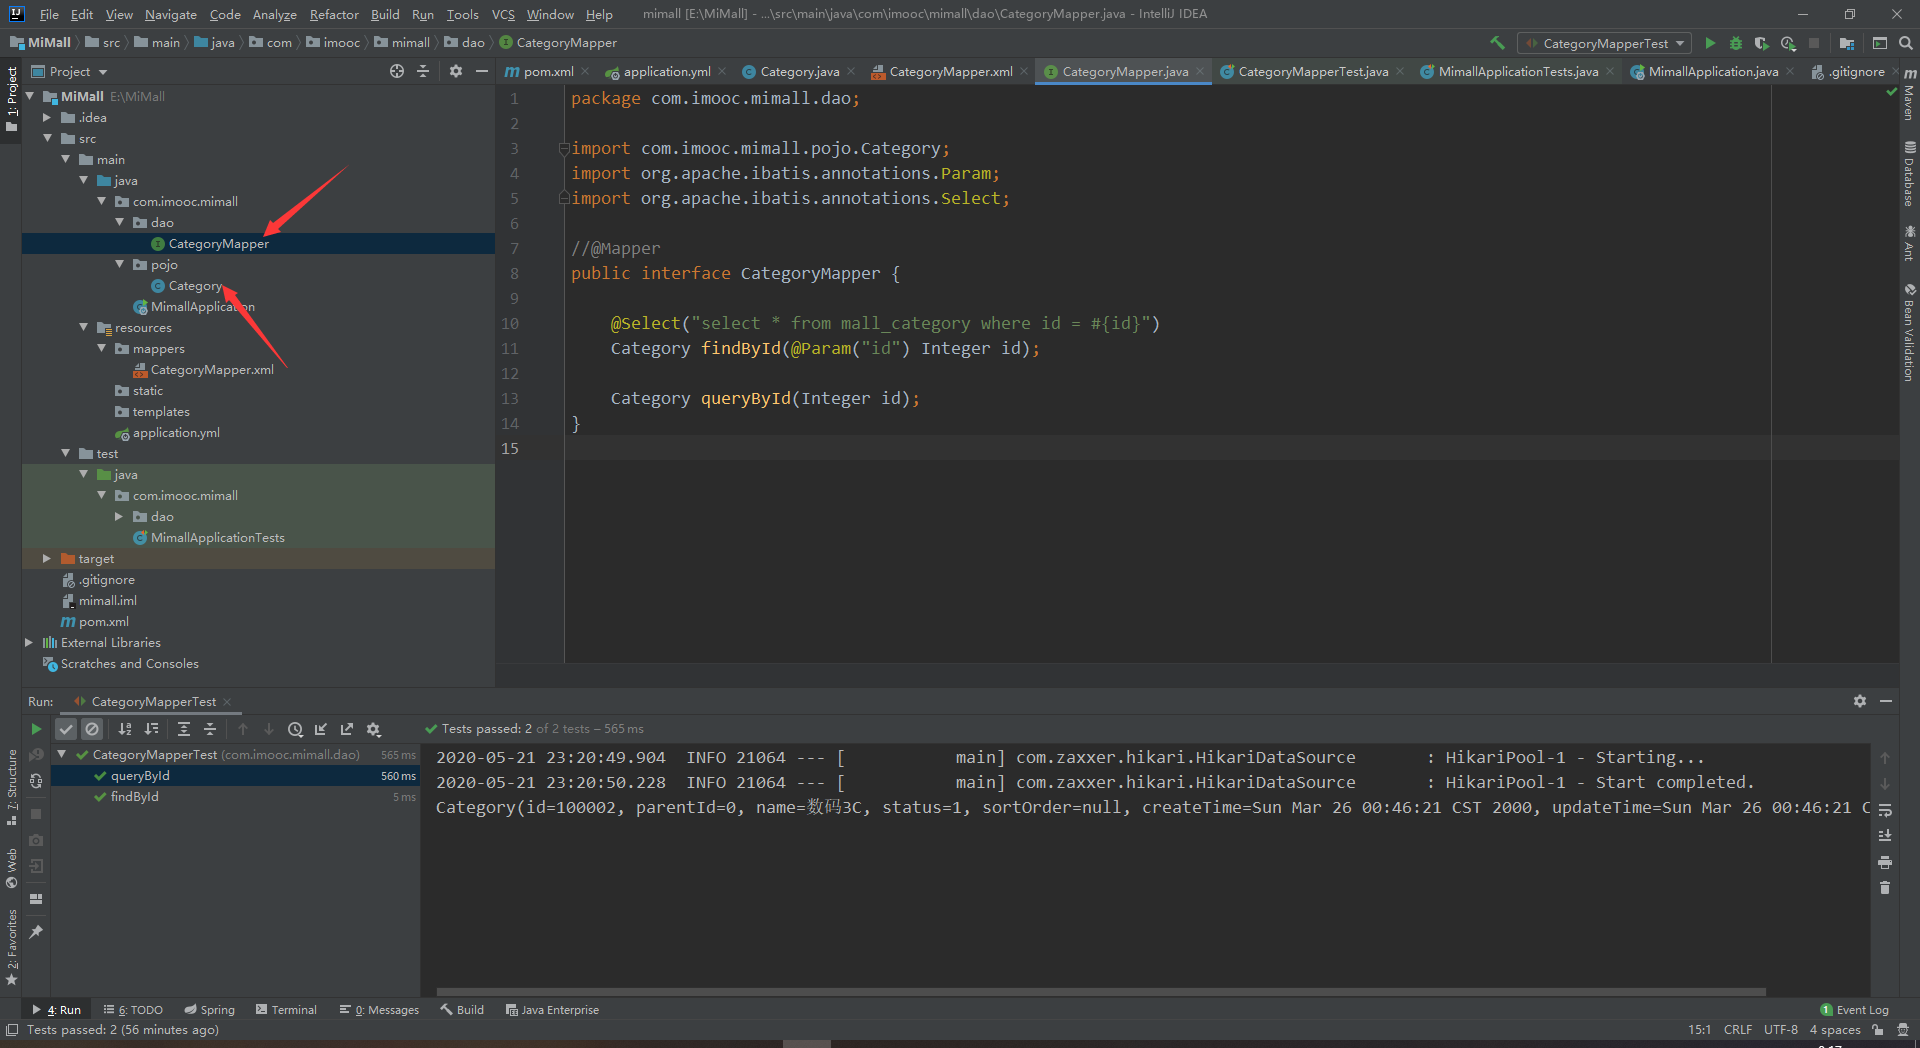 File Edit View Navigate Code Analyze Refactor Build Run Tools VCS Window Help mimall [E:\MiMall] - ...\src\main\java\com\imooc\mimall\dao\CategoryMapper.java - IntelliJ IDEA
MiMall src main java com imooc mimall dao CategoryMapper CategoryMapperTest
Project pom.xml application.yml Category.java CategoryMapper.xml CategoryMapper.java CategoryMapperTest.java MimallApplicationTests.java MimallApplication.java .gitignore
1: Project
MiMall E:\MiMall
.idea
src
main
java
com.imooc.mimall
dao
CategoryMapper
pojo
Category
MimallApplication
resources
mappers
CategoryMapper.xml
static
templates
application.yml
test
java
com.imooc.mimall
dao
MimallApplicationTests
target
.gitignore
mimall.iml
pom.xml
External Libraries
Scratches and Consoles
1 package com.imooc.mimall.dao;
2
3 import com.imooc.mimall.pojo.Category;
4 import org.apache.ibatis.annotations.Param;
5 import org.apache.ibatis.annotations.Select;
6
7 //@Mapper
8 public interface CategoryMapper {
9
10 @Select("select * from mall_category where id = #{id}")
11 Category findById(@Param("id") Integer id);
12
13 Category queryById(Integer id);
14 }
15
Maven
Database
Ant
Bean Validation
Run: CategoryMapperTest
Tests passed: 2 of 2 tests – 565 ms
CategoryMapperTest (com.imooc.mimall.dao) 565 ms
queryById 560 ms
findById 5 ms
2020-05-21 23:20:49.904 INFO 21064 --- [ main] com.zaxxer.hikari.HikariDataSource : HikariPool-1 - Starting...
2020-05-21 23:20:50.228 INFO 21064 --- [ main] com.zaxxer.hikari.HikariDataSource : HikariPool-1 - Start completed.
Category(id=100002, parentId=0, name=数码3C, status=1, sortOrder=null, createTime=Sun Mar 26 00:46:21 CST 2000, updateTime=Sun Mar 26 00:46:21 C
7: Structure
Web
2: Favorites
4: Run 6: TODO Spring Terminal 0: Messages Build Java Enterprise 1 Event Log
Tests passed: 2 (56 minutes ago) 15:1 CRLF UTF-8 4 spaces